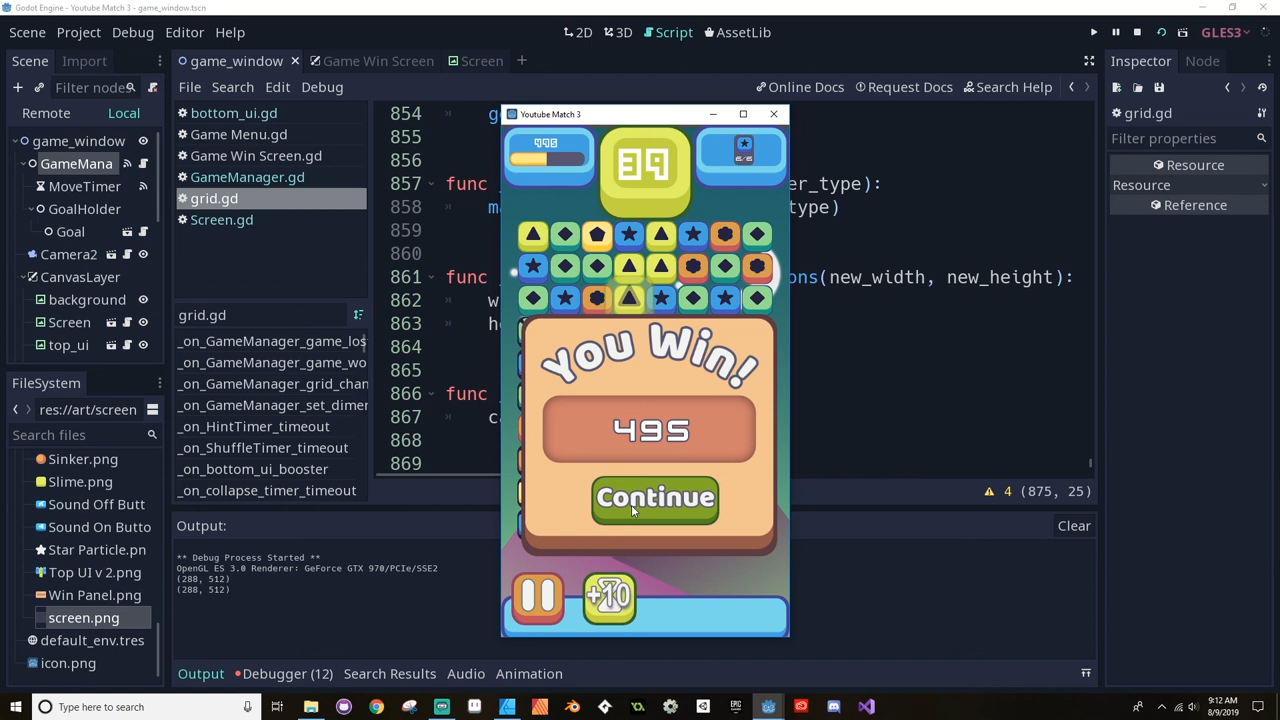 Godot Engine - Youtube Match 3 - game_window.tscn
Scene Project Debug Editor Help
2D 3D Script AssetLib
GLES3
Scene Import
Filter nodes
Remote Local
game_window
GameMana
MoveTimer
GoalHolder
Goal
Camera2
CanvasLayer
background
Screen
top_ui
FileSystem
res://art/screen
Search files
Sinker.png
Slime.png
Sound Off Butt
Sound On Butto
Star Particle.pn
Top UI v 2.png
Win Panel.png
screen.png
default_env.tres
icon.png
game_window Game Win Screen Screen
File Search Edit Debug
Online Docs Request Docs Search Help
bottom_ui.gd
Game Menu.gd
Game Win Screen.gd
GameManager.gd
grid.gd
Screen.gd
grid.gd
_on_GameManager_game_los
_on_GameManager_game_wo
_on_GameManager_grid_chan
_on_GameManager_set_dimer
_on_HintTimer_timeout
_on_ShuffleTimer_timeout
_on_bottom_ui_booster
_on_collapse_timer_timeout
854
855
856
857 func er_type):
858 type)
859
860
861 func ons(new_width, new_height):
862 w
863 he
864
865
866 func
867
868
869
4 (875, 25)
Youtube Match 3
39
6/6
You Win!
495
Continue
+10
Output: Clear
** Debug Process Started **
OpenGL ES 3.0 Renderer: GeForce GTX 970/PCIe/SSE2
(288, 512)
(288, 512)
Output Debugger (12) Search Results Audio Animation
Inspector Node
grid.gd
Filter properties
Resource
Resource
Reference
Type here to search
9:12 AM
8/9/2019